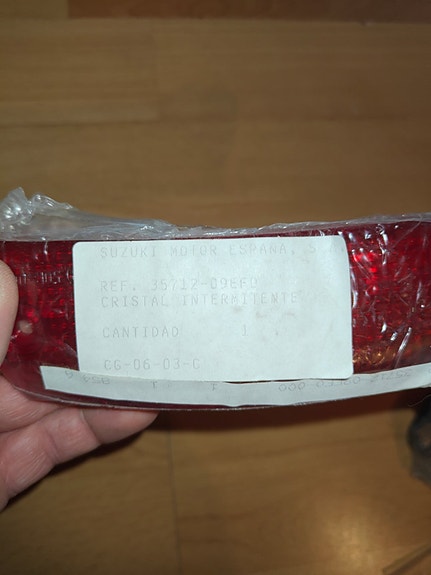 SUZUKI MOTOR ESPAÑA, S
REF. 35712-09EF0
CRISTAL INTERMITENTE
CANTIDAD 1
CG-06-03-C